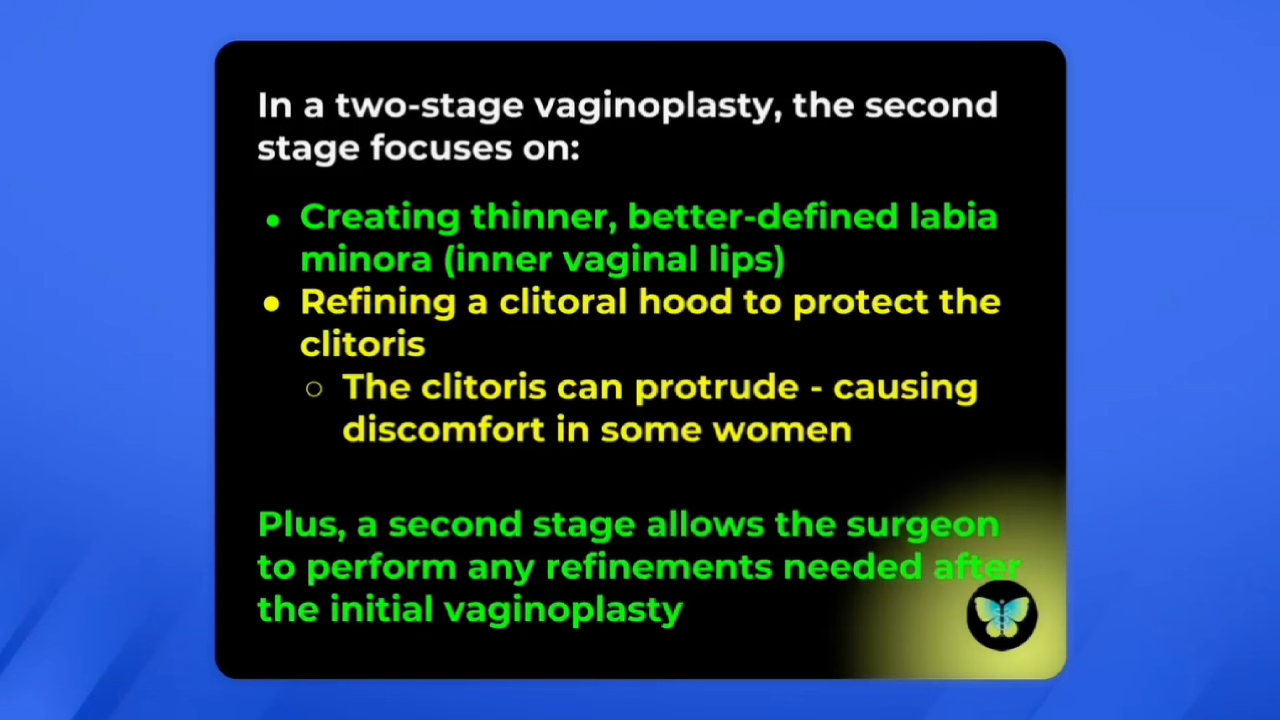 In a two-stage vaginoplasty, the second
stage focuses on:
● Creating thinner, better-defined labia
minora (inner vaginal lips)
● Refining a clitoral hood to protect the
clitoris
○ The clitoris can protrude - causing
discomfort in some women
Plus, a second stage allows the surgeon
to perform any refinements needed after
the initial vaginoplasty